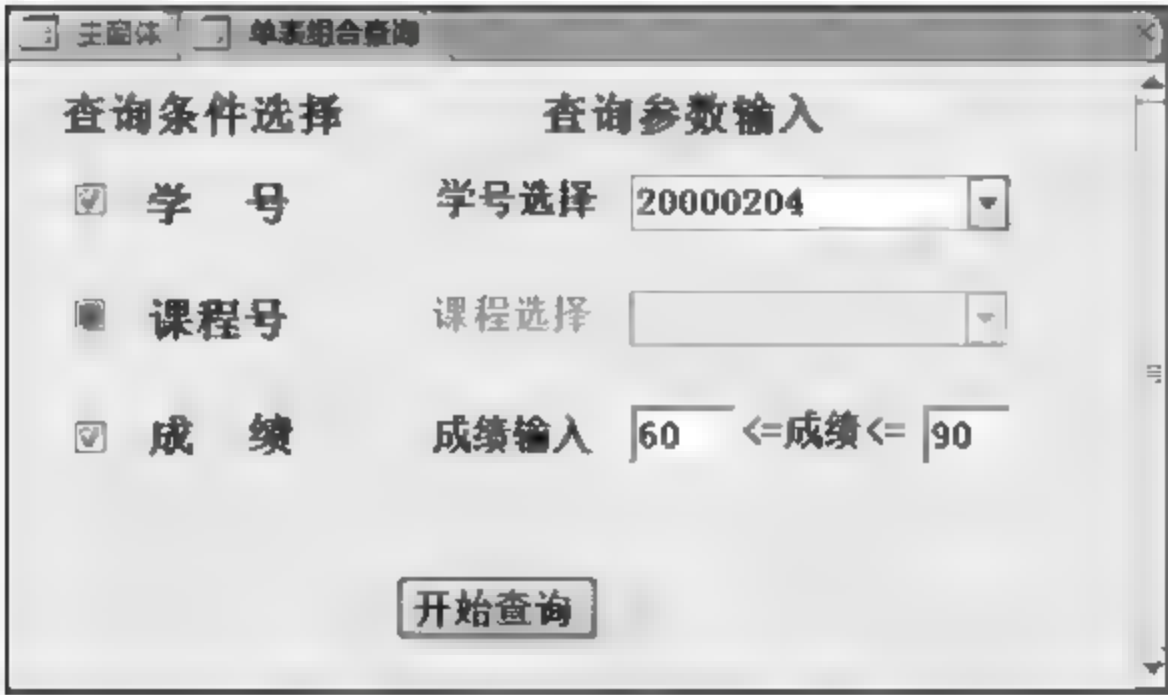 主窗体 单表组合查询
查询条件选择 查询参数输入
学 号 学号选择 20000204
课程号 课程选择
成 绩 成绩输入 60 <=成绩<= 90
开始查询